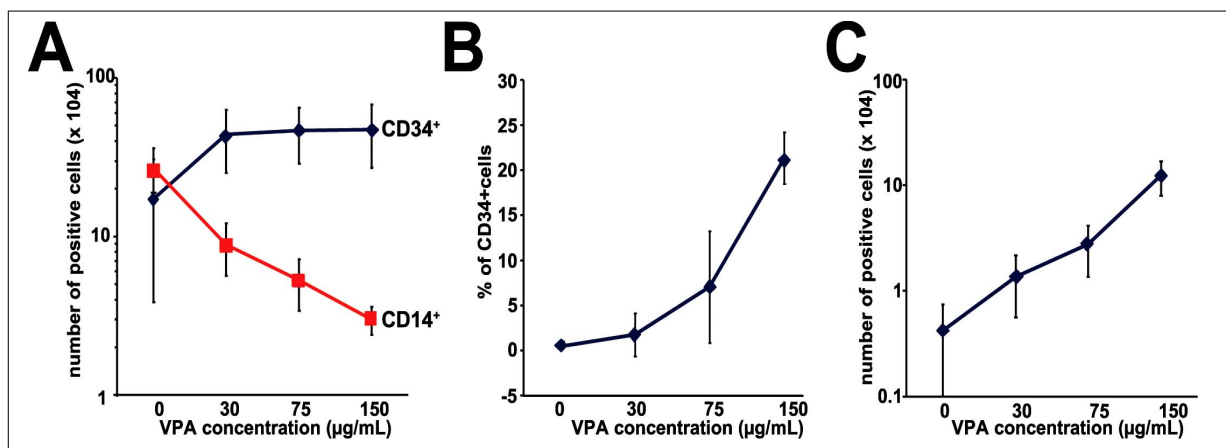 A
number of positive cells (x 104)
100
10
1
CD34⁺
CD14⁺
0 30 75 150
VPA concentration (µg/mL)
B
% of CD34+cells
30
25
20
15
10
5
0
-5
0 30 75 150
VPA concentration (µg/mL)
C
number of positive cells (x 104)
100
10
1
0.1
0 30 75 150
VPA concentration (µg/mL)